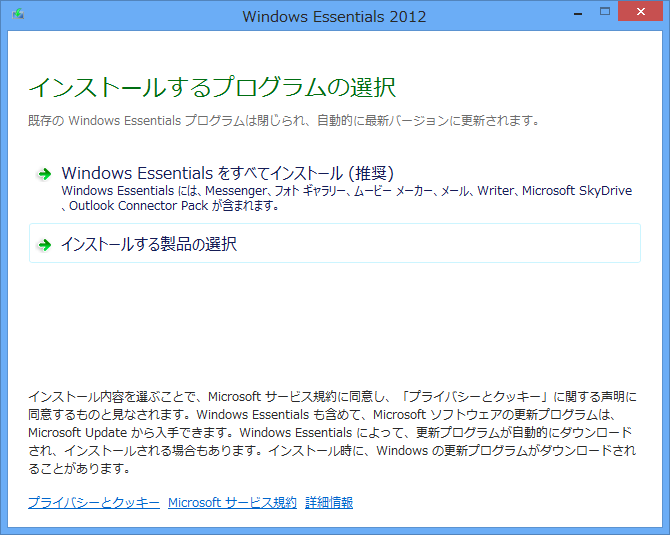 Windows Essentials 2012
インストールするプログラムの選択
既存の Windows Essentials プログラムは閉じられ、自動的に最新バージョンに更新されます。
Windows Essentials をすべてインストール (推奨)
Windows Essentials には、Messenger、フォト ギャラリー、ムービー メーカー、メール、Writer、Microsoft SkyDrive
、Outlook Connector Pack が含まれます。
インストールする製品の選択
インストール内容を選ぶことで、Microsoft サービス規約に同意し、「プライバシーとクッキー」に関する声明に
同意するものと見なされます。Windows Essentials も含めて、Microsoft ソフトウェアの更新プログラムは、
Microsoft Update から入手できます。Windows Essentials によって、更新プログラムが自動的にダウンロード
され、インストールされる場合もあります。インストール時に、Windows の更新プログラムがダウンロードされ
ることがあります。
プライバシーとクッキー Microsoft サービス規約 詳細情報